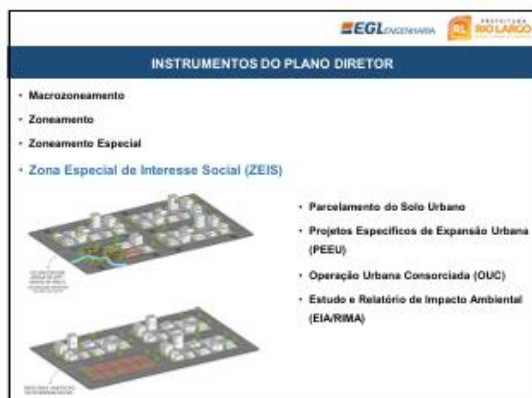 EGL ENGENHARIA
PREFEITURA
RL RIO LARGO
INSTRUMENTOS DO PLANO DIRETOR
• Macrozoneamento
• Zoneamento
• Zoneamento Especial
• Zona Especial de Interesse Social (ZEIS)
• Parcelamento do Solo Urbano
• Projetos Específicos de Expansão Urbana
(PEEU)
• Operação Urbana Consorciada (OUC)
• Estudo e Relatório de Impacto Ambiental
(EIA/RIMA)